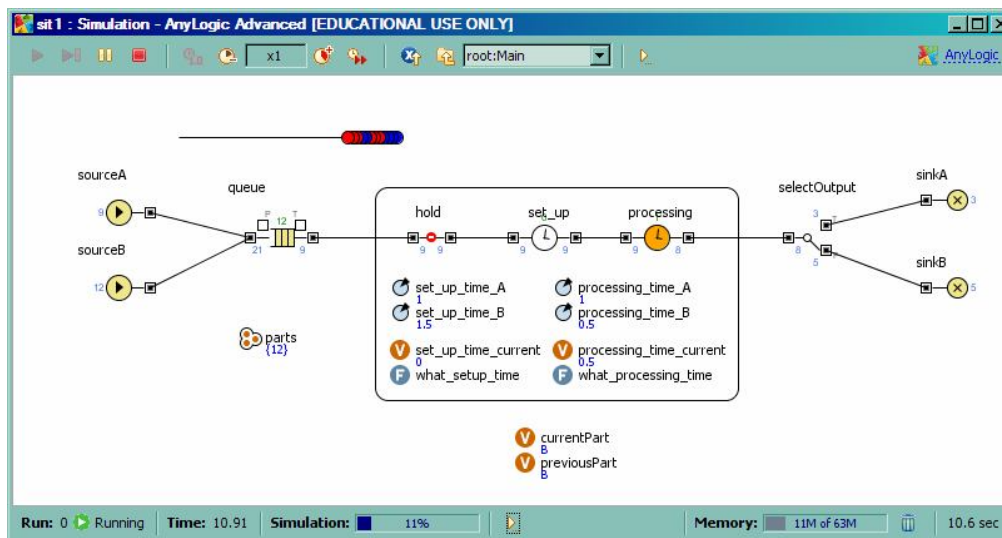 sit1 : Simulation - AnyLogic Advanced [EDUCATIONAL USE ONLY]
x1 root:Main AnyLogic
sourceA
9
queue
P 12 T
21 9
sourceB
12
parts
{12}
hold
9 9
set_up
9 9
processing
9 8
set_up_time_A
1
processing_time_A
1
set_up_time_B
1.5
processing_time_B
0.5
V set_up_time_current
0
V processing_time_current
0.5
F what_setup_time
F what_processing_time
V currentPart
B
V previousPart
B
selectOutput
3 T
8
5 F
sinkA
3
sinkB
5
Run: 0 Running Time: 10.91 Simulation: 11% Memory: 11M of 63M 10.6 sec